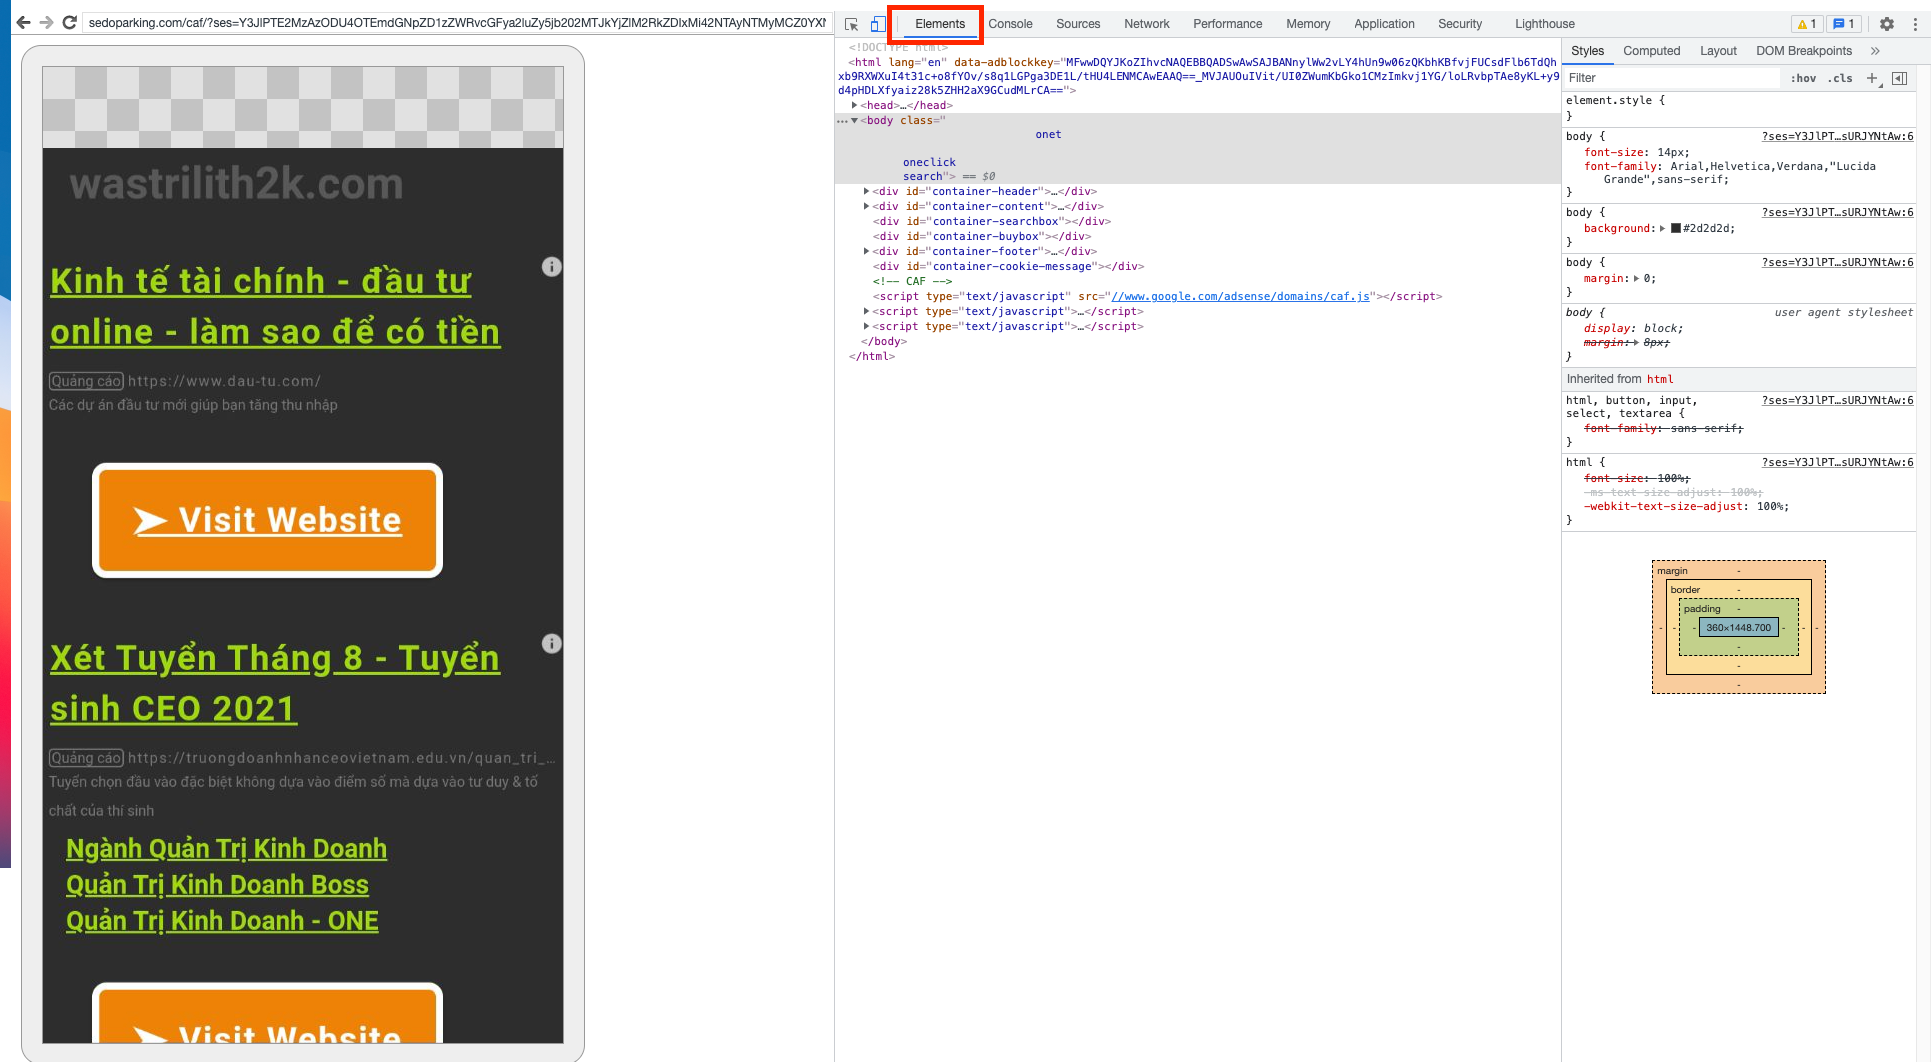 sedoparking.com/caf/?ses=Y3JlPTE2MzAzODU4OTEmdGNpZD1zZWRvcGFya2luZy5jb202MTJkYjZlM2RkZDlxMi42NTAyNTMyMCZ0YXN
wastrilith2k.com
Kinh tế tài chính - đầu tư
online - làm sao để có tiền
Quảng cáo https://www.dau-tu.com/
Các dự án đầu tư mới giúp bạn tăng thu nhập
➤ Visit Website
Xét Tuyển Tháng 8 - Tuyển
sinh CEO 2021
Quảng cáo https://truongdoanhnhanceovietnam.edu.vn/quan_tri_...
Tuyển chọn đầu vào đặc biệt không dựa vào điểm số mà dựa vào tư duy & tố
chất của thí sinh
Ngành Quản Trị Kinh Doanh
Quản Trị Kinh Doanh Boss
Quản Trị Kinh Doanh - ONE
➤ Visit Website
Elements Console Sources Network Performance Memory Application Security Lighthouse 1 1
<!DOCTYPE html>
<html lang="en" data-adblockkey="MFwwDQYJKoZIhvcNAQEBBQADSwAwSAJBANnylWw2vLY4hUn9w06zQKbhKBfvjFUCsdFlb6TdQh
xb9RXWXuI4t31c+o8fYOv/s8q1LGPga3DE1L/tHU4LENMCAwEAAQ==_MVJAUOuIVit/UI0ZWumKbGko1CMzImkvj1YG/loLRvbpTAe8yKL+y9
d4pHDLXfyaiz28k5ZHH2aX9GCudMLrCA==">
<head>…</head>
<body class="
onet
oneclick
search"> == $0
<div id="container-header">…</div>
<div id="container-content">…</div>
<div id="container-searchbox"></div>
<div id="container-buybox"></div>
<div id="container-footer">…</div>
<div id="container-cookie-message"></div>
<!-- CAF -->
<script type="text/javascript" src="//www.google.com/adsense/domains/caf.js"></script>
<script type="text/javascript">…</script>
<script type="text/javascript">…</script>
</body>
</html>
Styles Computed Layout DOM Breakpoints »
Filter :hov .cls +
element.style {
}
body { ?ses=Y3JlPT…sURJYNtAw:6
font-size: 14px;
font-family: Arial,Helvetica,Verdana,"Lucida
Grande",sans-serif;
}
body { ?ses=Y3JlPT…sURJYNtAw:6
background: #2d2d2d;
}
body { ?ses=Y3JlPT…sURJYNtAw:6
margin: 0;
}
body { user agent stylesheet
display: block;
margin: 8px;
}
Inherited from html
html, button, input, ?ses=Y3JlPT…sURJYNtAw:6
select, textarea {
font-family: sans-serif;
}
html { ?ses=Y3JlPT…sURJYNtAw:6
font-size: 100%;
-ms-text-size-adjust: 100%;
-webkit-text-size-adjust: 100%;
}
margin -
border -
padding -
- - - 360×1448.700 - - -
-
-
-